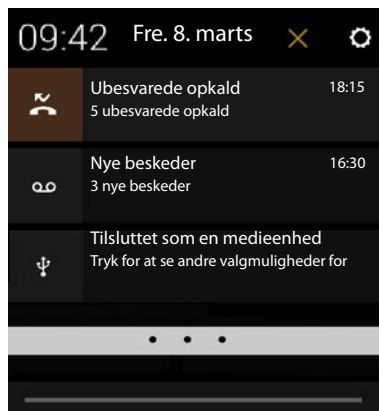 09:42 Fre. 8. marts
Ubesvarede opkald 18:15
5 ubesvarede opkald
Nye beskeder 16:30
3 nye beskeder
Tilsluttet som en medieenhed
Tryk for at se andre valgmuligheder for